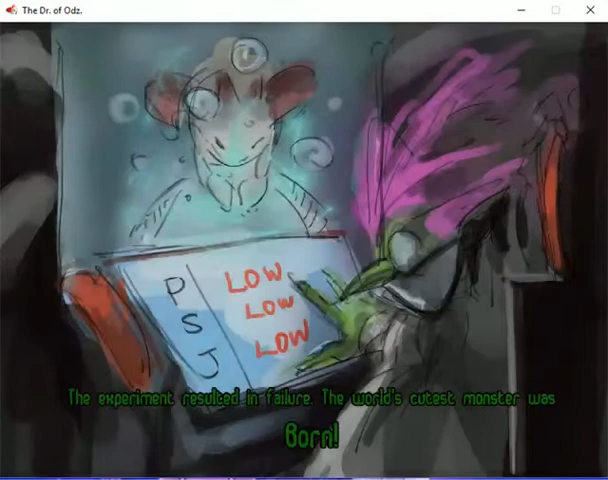 The Dr. of Odz.
P
LOW
S
LOW
J
LOW
The experiment resulted in failure. The world's cutest monster was
Born!